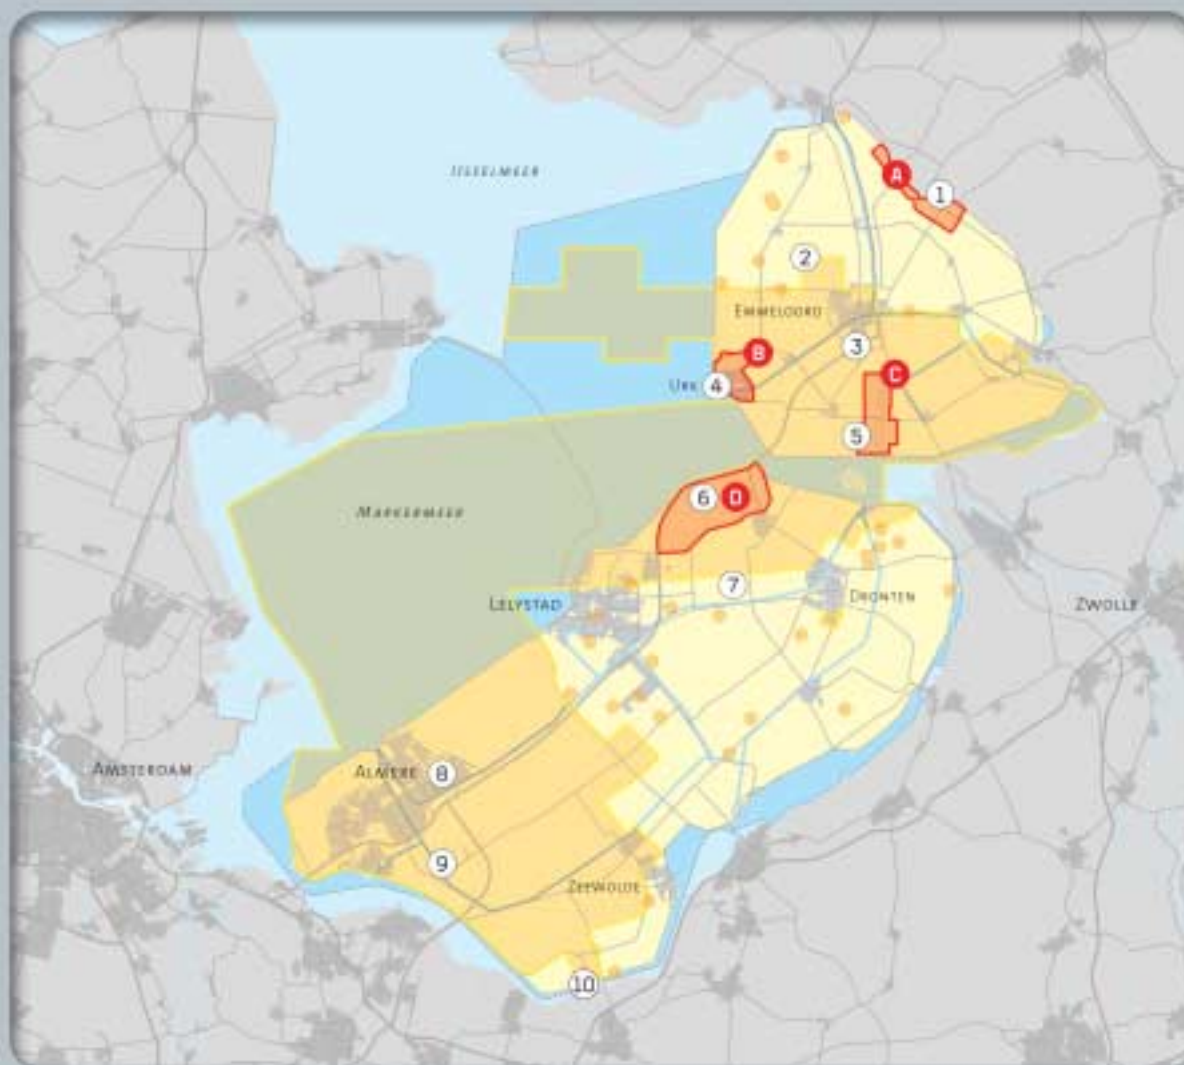 IJSSELMEER
A
1
2
EMMELOORD
3
B
URK
4
C
5
6
D
MARKERMEER
7
LELYSTAD
DRONTEN
ZWOLLE
AMSTERDAM
ALMERE
8
9
ZEEWOLDE
10